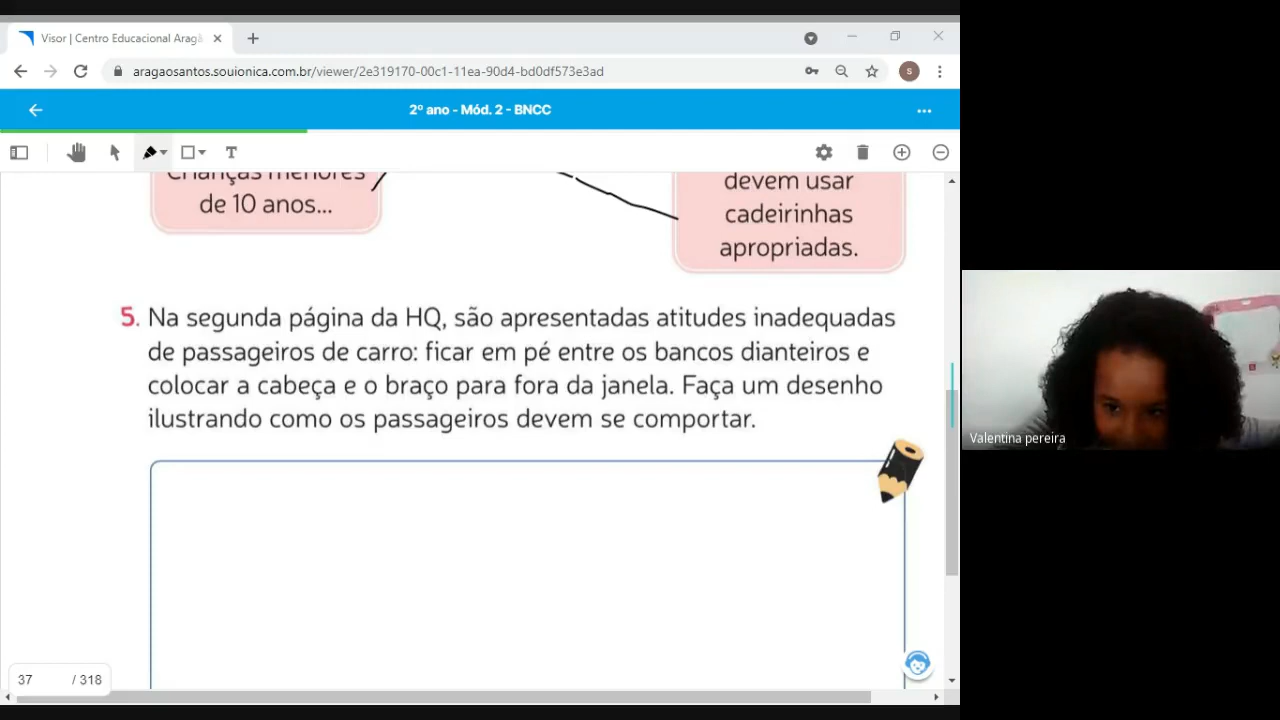 Visor | Centro Educacional Aragã
aragaosantos.souionica.com.br/viewer/2e319170-00c1-11ea-90d4-bd0df573e3ad
S
2º ano - Mód. 2 - BNCC
T
Crianças menores
de 10 anos...
devem usar
cadeirinhas
apropriadas.
5. Na segunda página da HQ, são apresentadas atitudes inadequadas
de passageiros de carro: ficar em pé entre os bancos dianteiros e
colocar a cabeça e o braço para fora da janela. Faça um desenho
ilustrando como os passageiros devem se comportar.
Valentina pereira
37 / 318